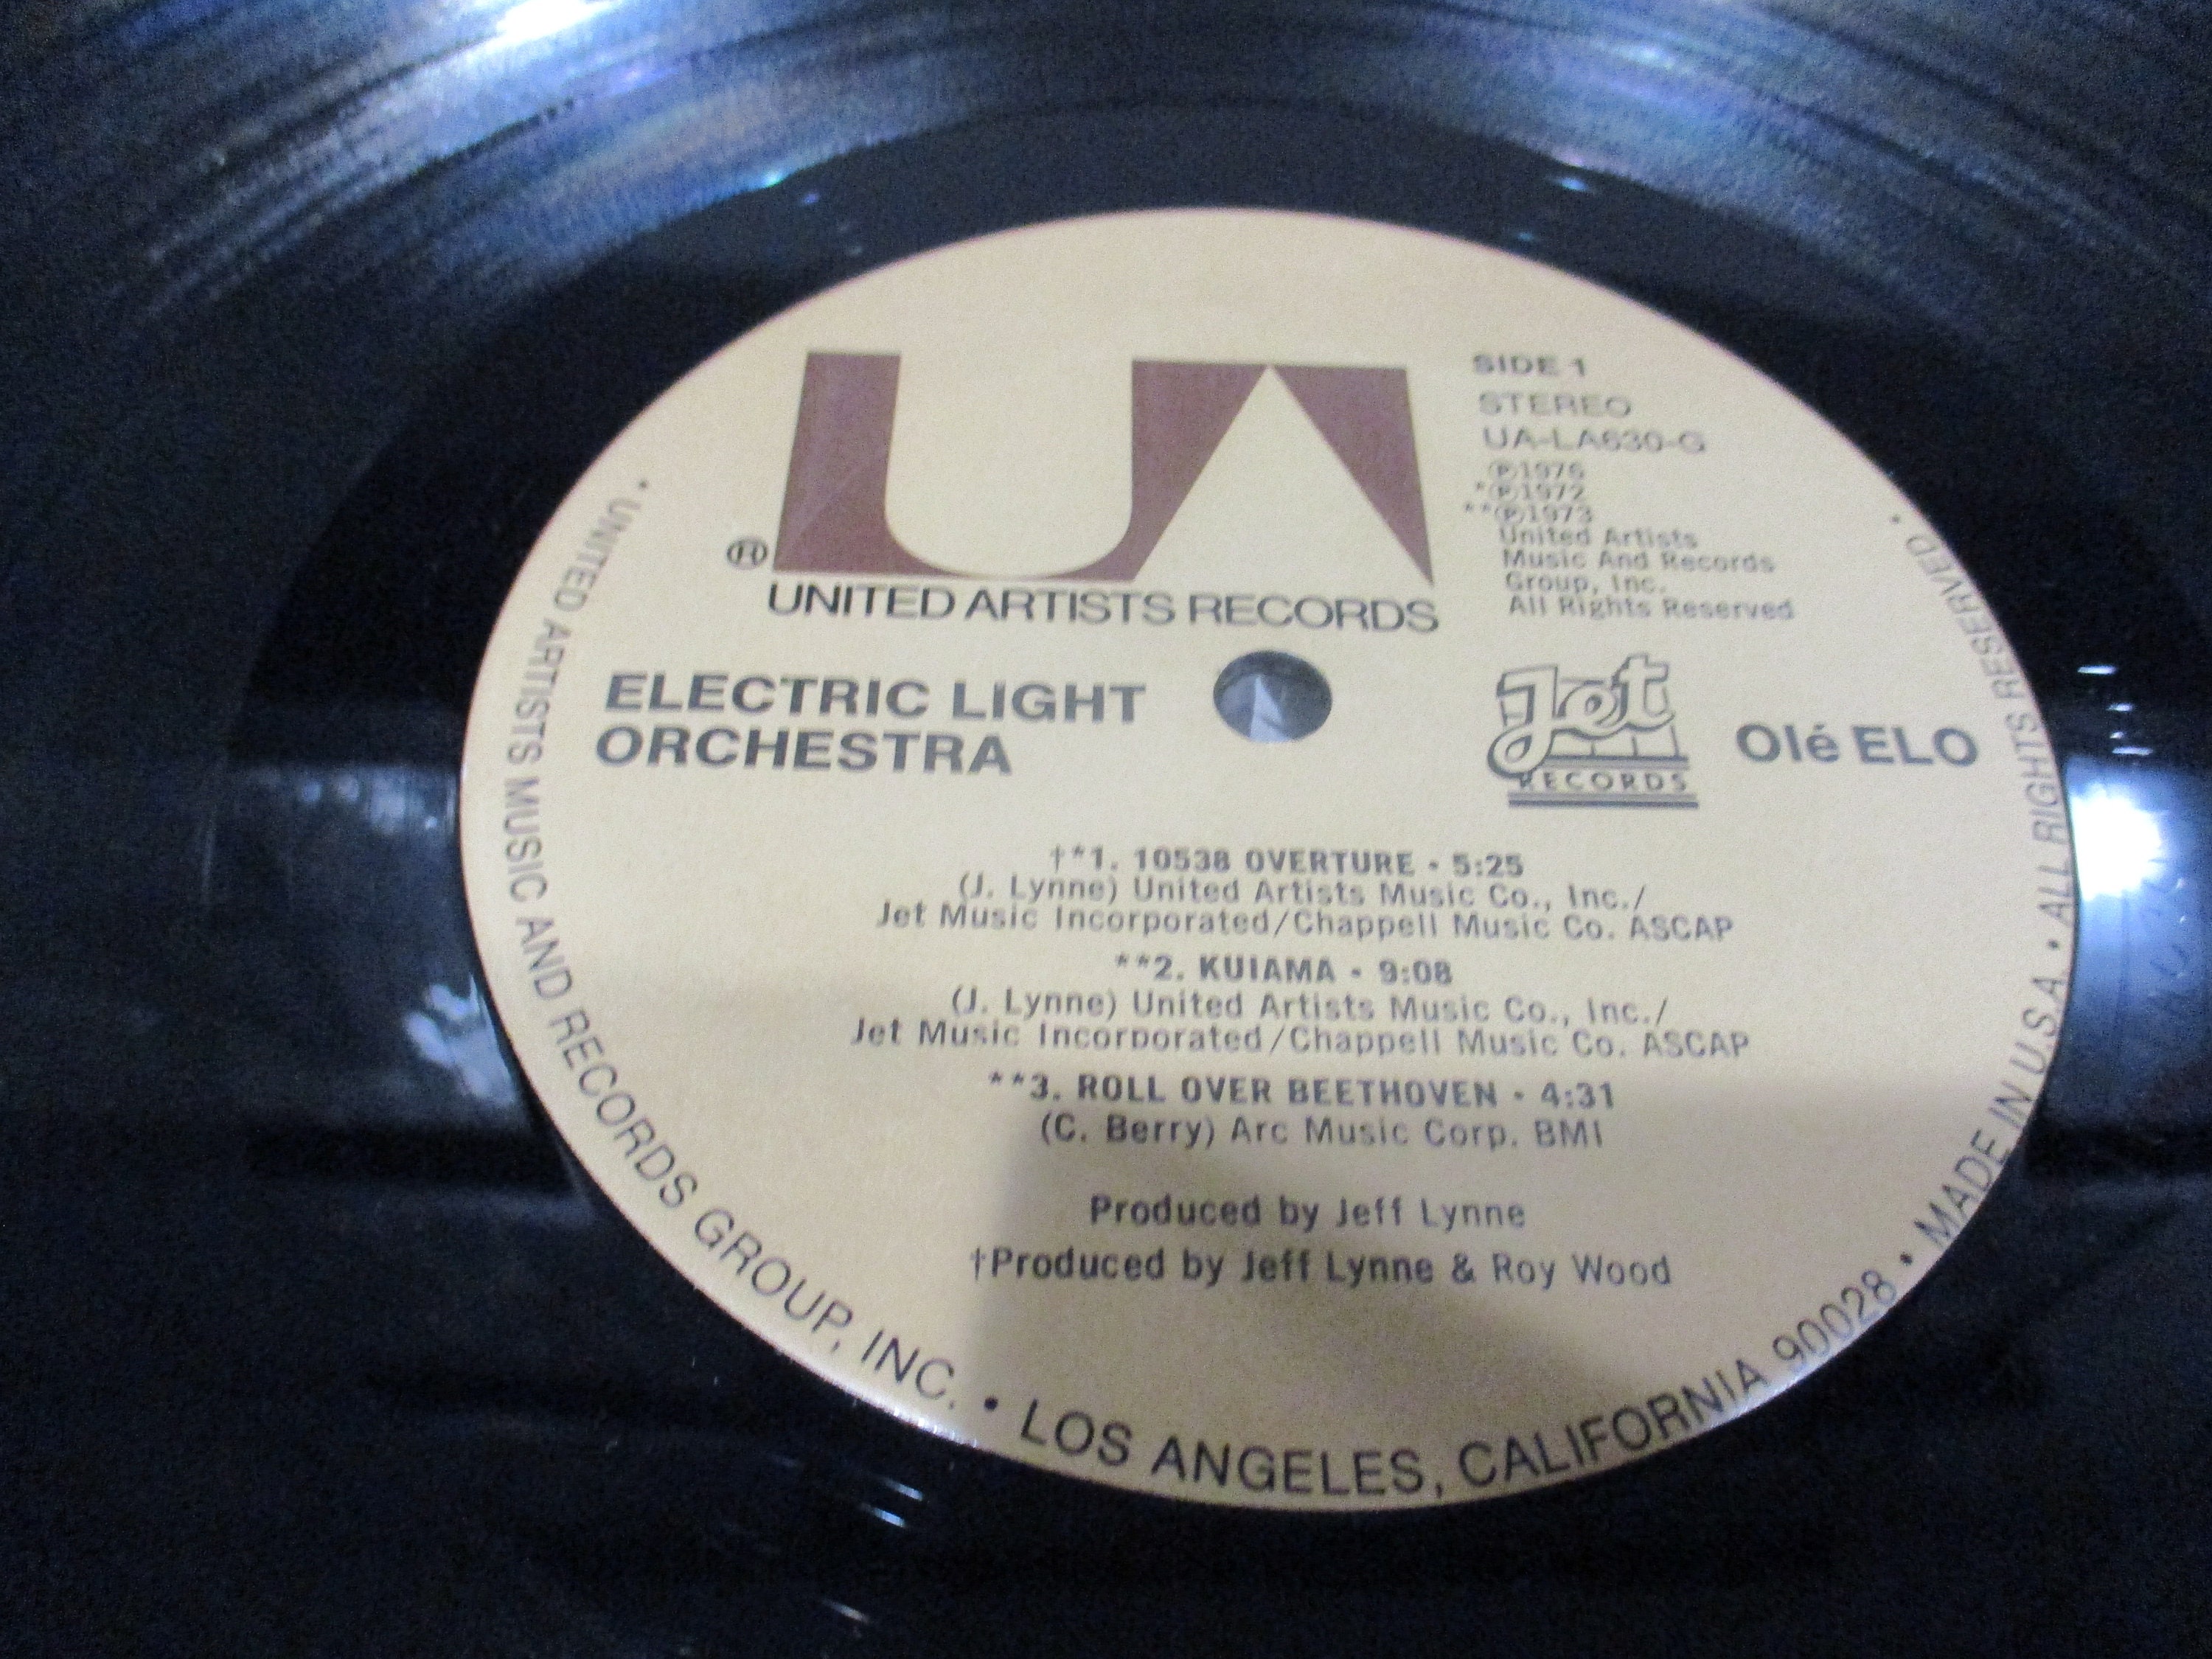 SIDE 1
STEREO
UA-LA630-G
℗1976
*℗1972
**℗1973
United Artists
Music And Records
Group, Inc.
All Rights Reserved
UA
®
UNITED ARTISTS RECORDS
ELECTRIC LIGHT
ORCHESTRA
Jet
RECORDS
Olé ELO
†*1. 10538 OVERTURE - 5:25
(J. Lynne) United Artists Music Co., Inc./
Jet Music Incorporated/Chappell Music Co. ASCAP
**2. KUIAMA - 9:08
(J. Lynne) United Artists Music Co., Inc./
Jet Music Incorporated/Chappell Music Co. ASCAP
**3. ROLL OVER BEETHOVEN - 4:31
(C. Berry) Arc Music Corp. BMI
Produced by Jeff Lynne
†Produced by Jeff Lynne & Roy Wood
• UNITED ARTISTS MUSIC AND RECORDS GROUP, INC. • LOS ANGELES, CALIFORNIA 90028 • MADE IN U.S.A. • ALL RIGHTS RESERVED •